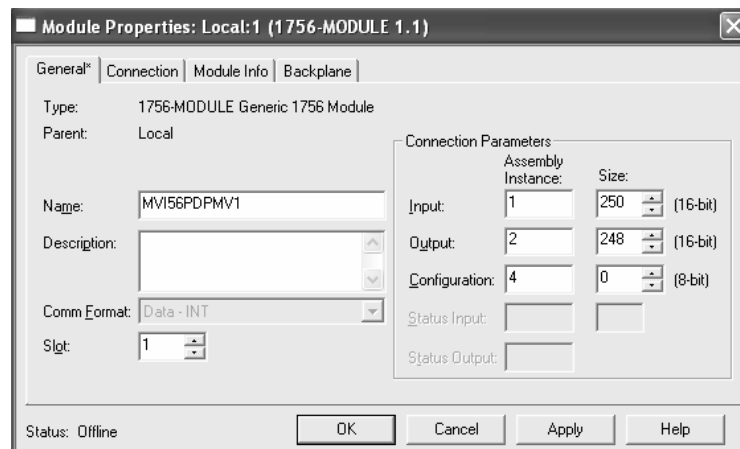 Module Properties: Local:1 (1756-MODULE 1.1)
General* Connection Module Info Backplane
Type: 1756-MODULE Generic 1756 Module
Parent: Local
Connection Parameters
Assembly Instance: Size:
Name: MVI56PDPMV1
Input: 1 250 (16-bit)
Description:
Output: 2 248 (16-bit)
Configuration: 4 0 (8-bit)
Comm Format: Data - INT
Status Input:
Slot: 1
Status Output:
Status: Offline
OK Cancel Apply Help